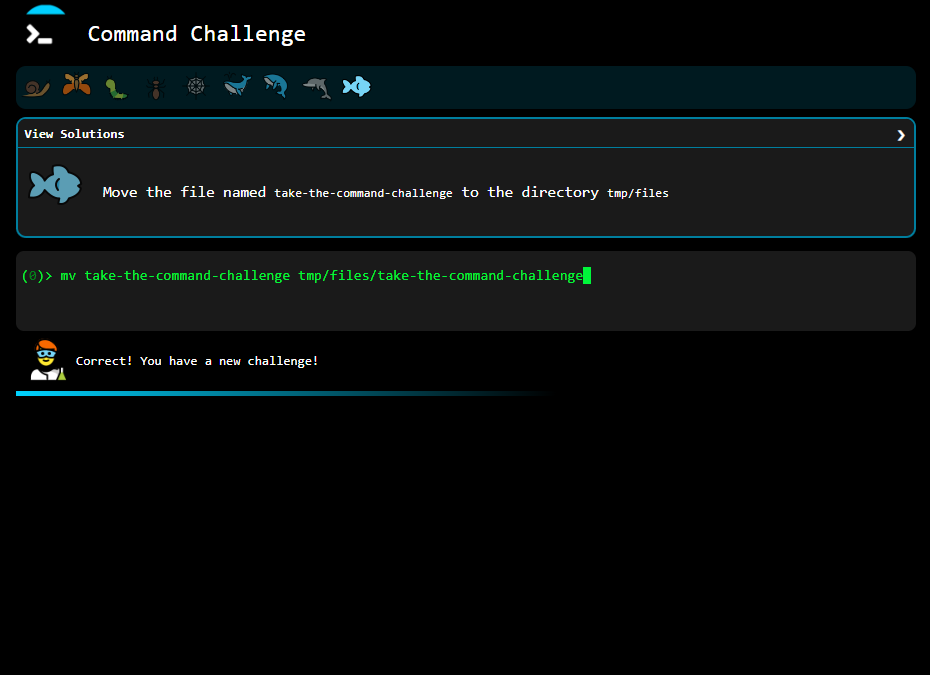 Command Challenge
View Solutions
Move the file named take-the-command-challenge to the directory tmp/files
(0)> mv take-the-command-challenge tmp/files/take-the-command-challenge
Correct! You have a new challenge!